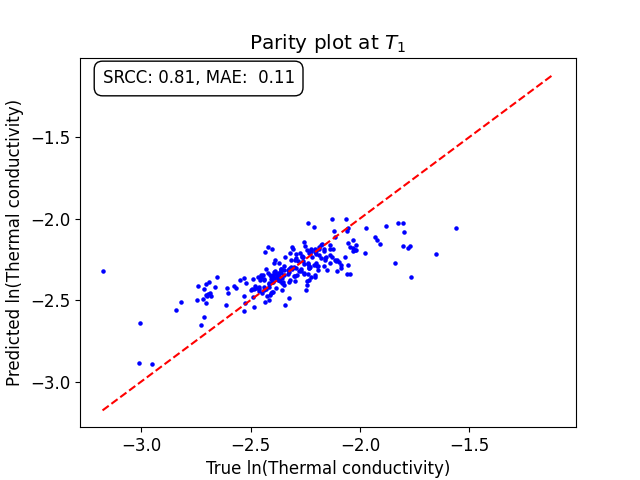 Parity plot at T₁
SRCC: 0.81, MAE:  0.11
Predicted ln(Thermal conductivity)
−1.5
−2.0
−2.5
−3.0
−3.0
−2.5
−2.0
−1.5
True ln(Thermal conductivity)